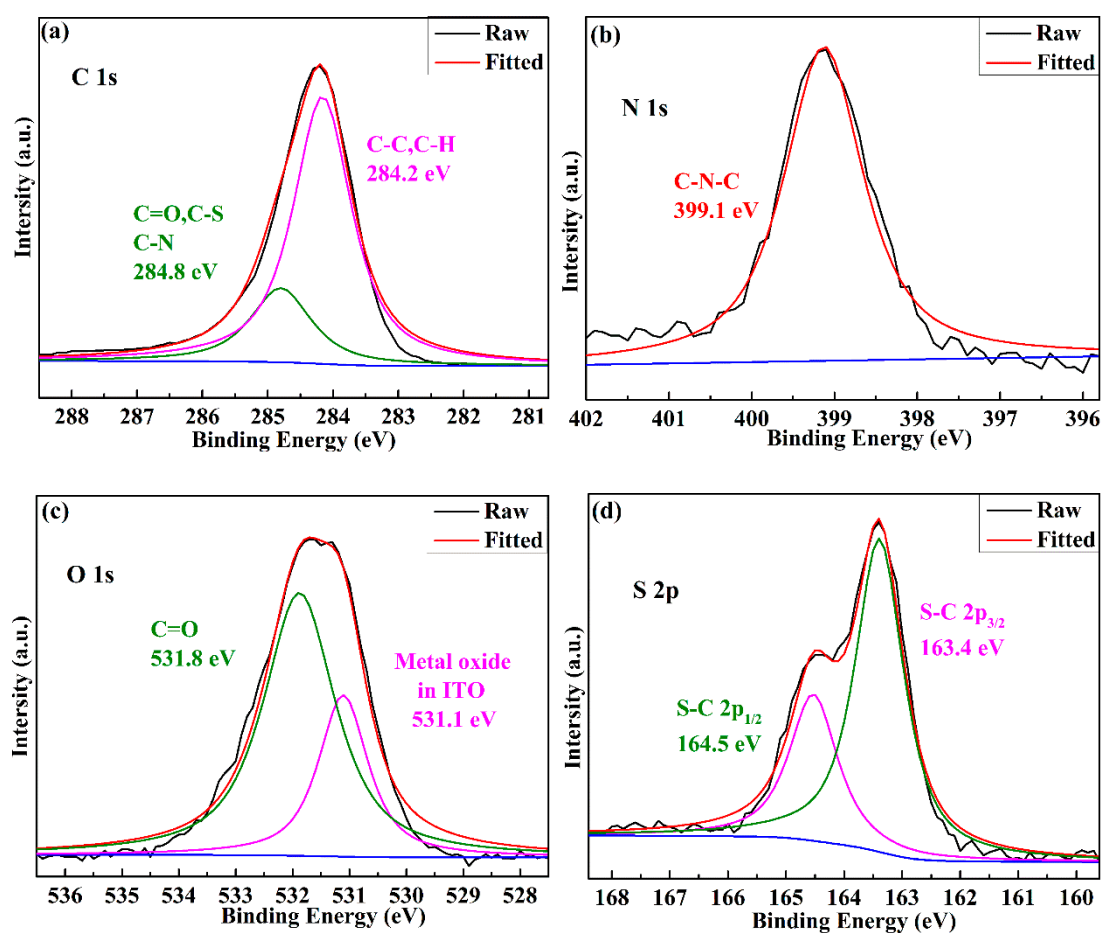 (a)
C 1s
Raw
Fitted
C-C,C-H
284.2 eV
C=O,C-S
C-N
284.8 eV
Intersity (a.u.)
288 287 286 285 284 283 282 281
Binding Energy (eV)
(b)
N 1s
Raw
Fitted
C-N-C
399.1 eV
Intersity (a.u.)
402 401 400 399 398 397 396
Binding Energy (eV)
(c)
O 1s
Raw
Fitted
C=O
531.8 eV
Metal oxide
in ITO
531.1 eV
Intersity (a.u.)
536 535 534 533 532 531 530 529 528
Binding Energy (eV)
(d)
S 2p
Raw
Fitted
S-C 2p3/2
163.4 eV
S-C 2p1/2
164.5 eV
Intersity (a.u.)
168 167 166 165 164 163 162 161 160
Binding Energy (eV)